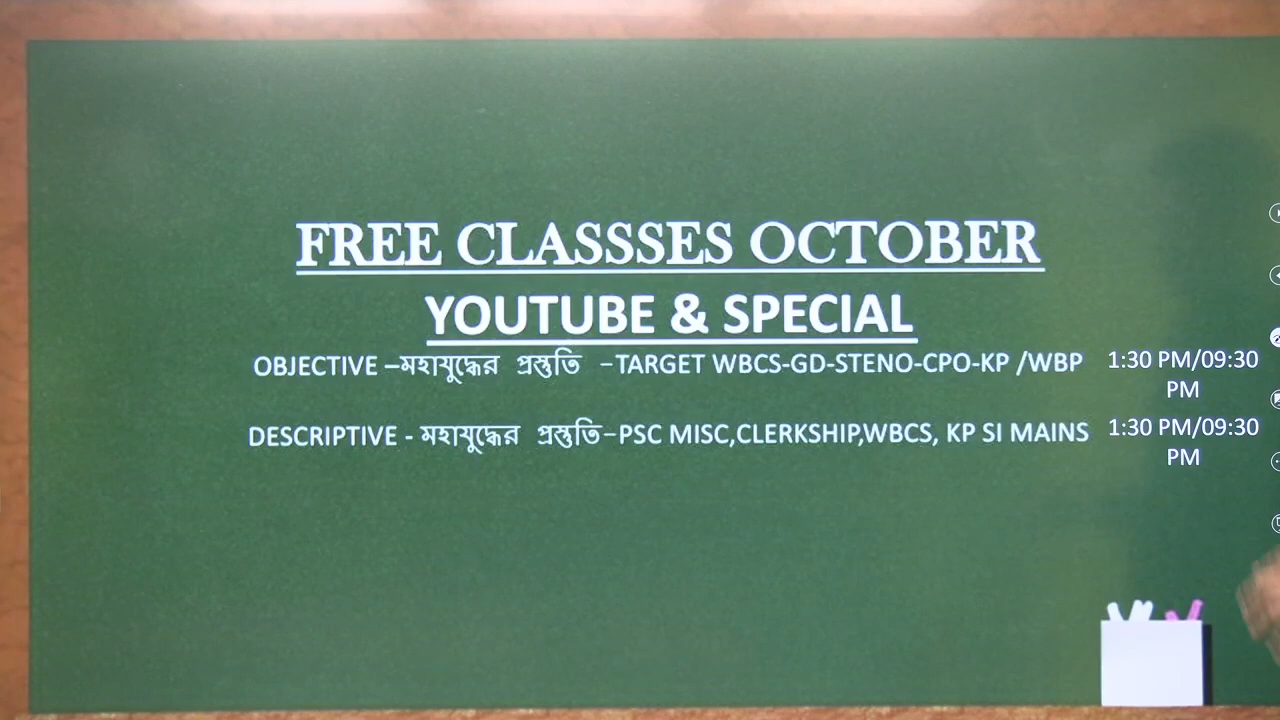 FREE CLASSSES OCTOBER
YOUTUBE & SPECIAL
OBJECTIVE –মহাযুদ্ধের প্রস্তুতি –TARGET WBCS-GD-STENO-CPO-KP /WBP 1:30 PM/09:30 PM
DESCRIPTIVE - মহাযুদ্ধের প্রস্তুতি–PSC MISC,CLERKSHIP,WBCS, KP SI MAINS 1:30 PM/09:30 PM